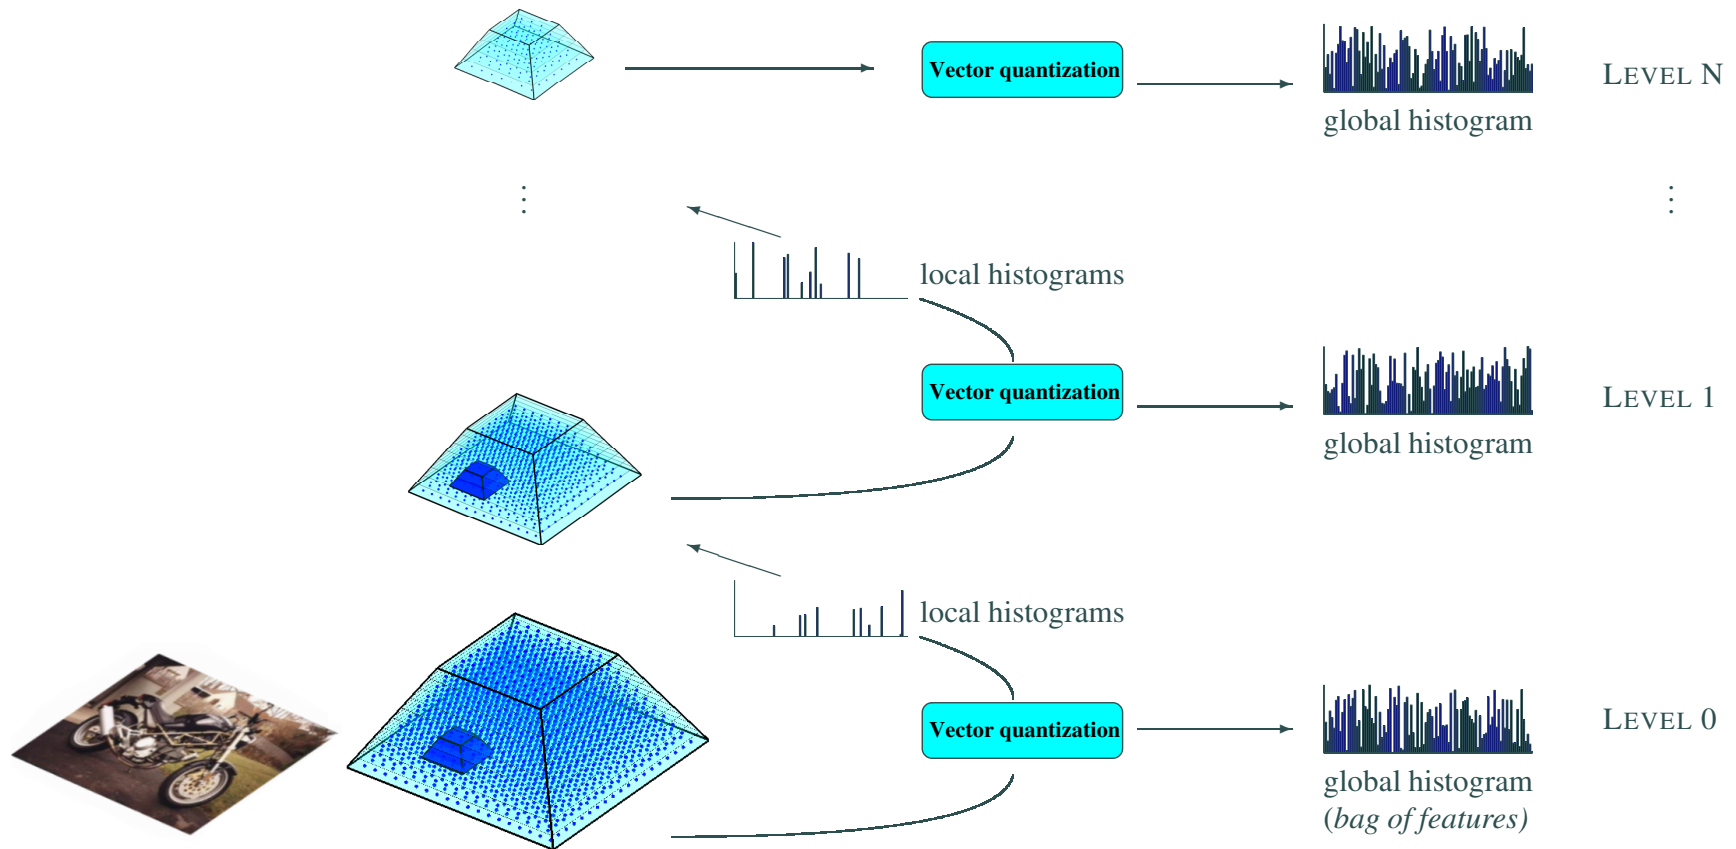 Vector quantization
global histogram
LEVEL N
⋮
⋮
local histograms
Vector quantization
global histogram
LEVEL 1
local histograms
Vector quantization
global histogram
(bag of features)
LEVEL 0